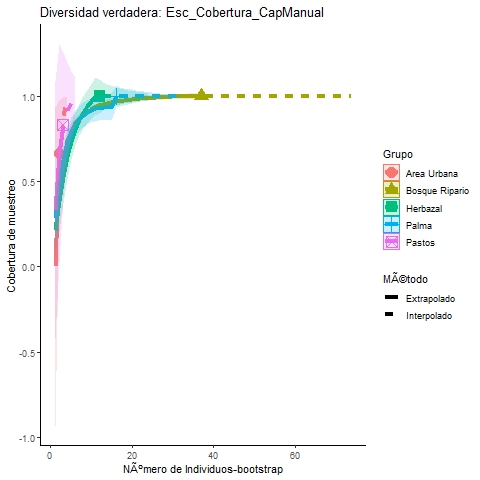 Diversidad verdadera: Esc_Cobertura_CapManual
Cobertura de muestreo
1.0
0.5
0.0
-0.5
-1.0
0
20
40
60
NÃºmero de Individuos-bootstrap
Grupo
Area Urbana
Bosque Ripario
Herbazal
Palma
Pastos
MÃ©todo
Extrapolado
Interpolado